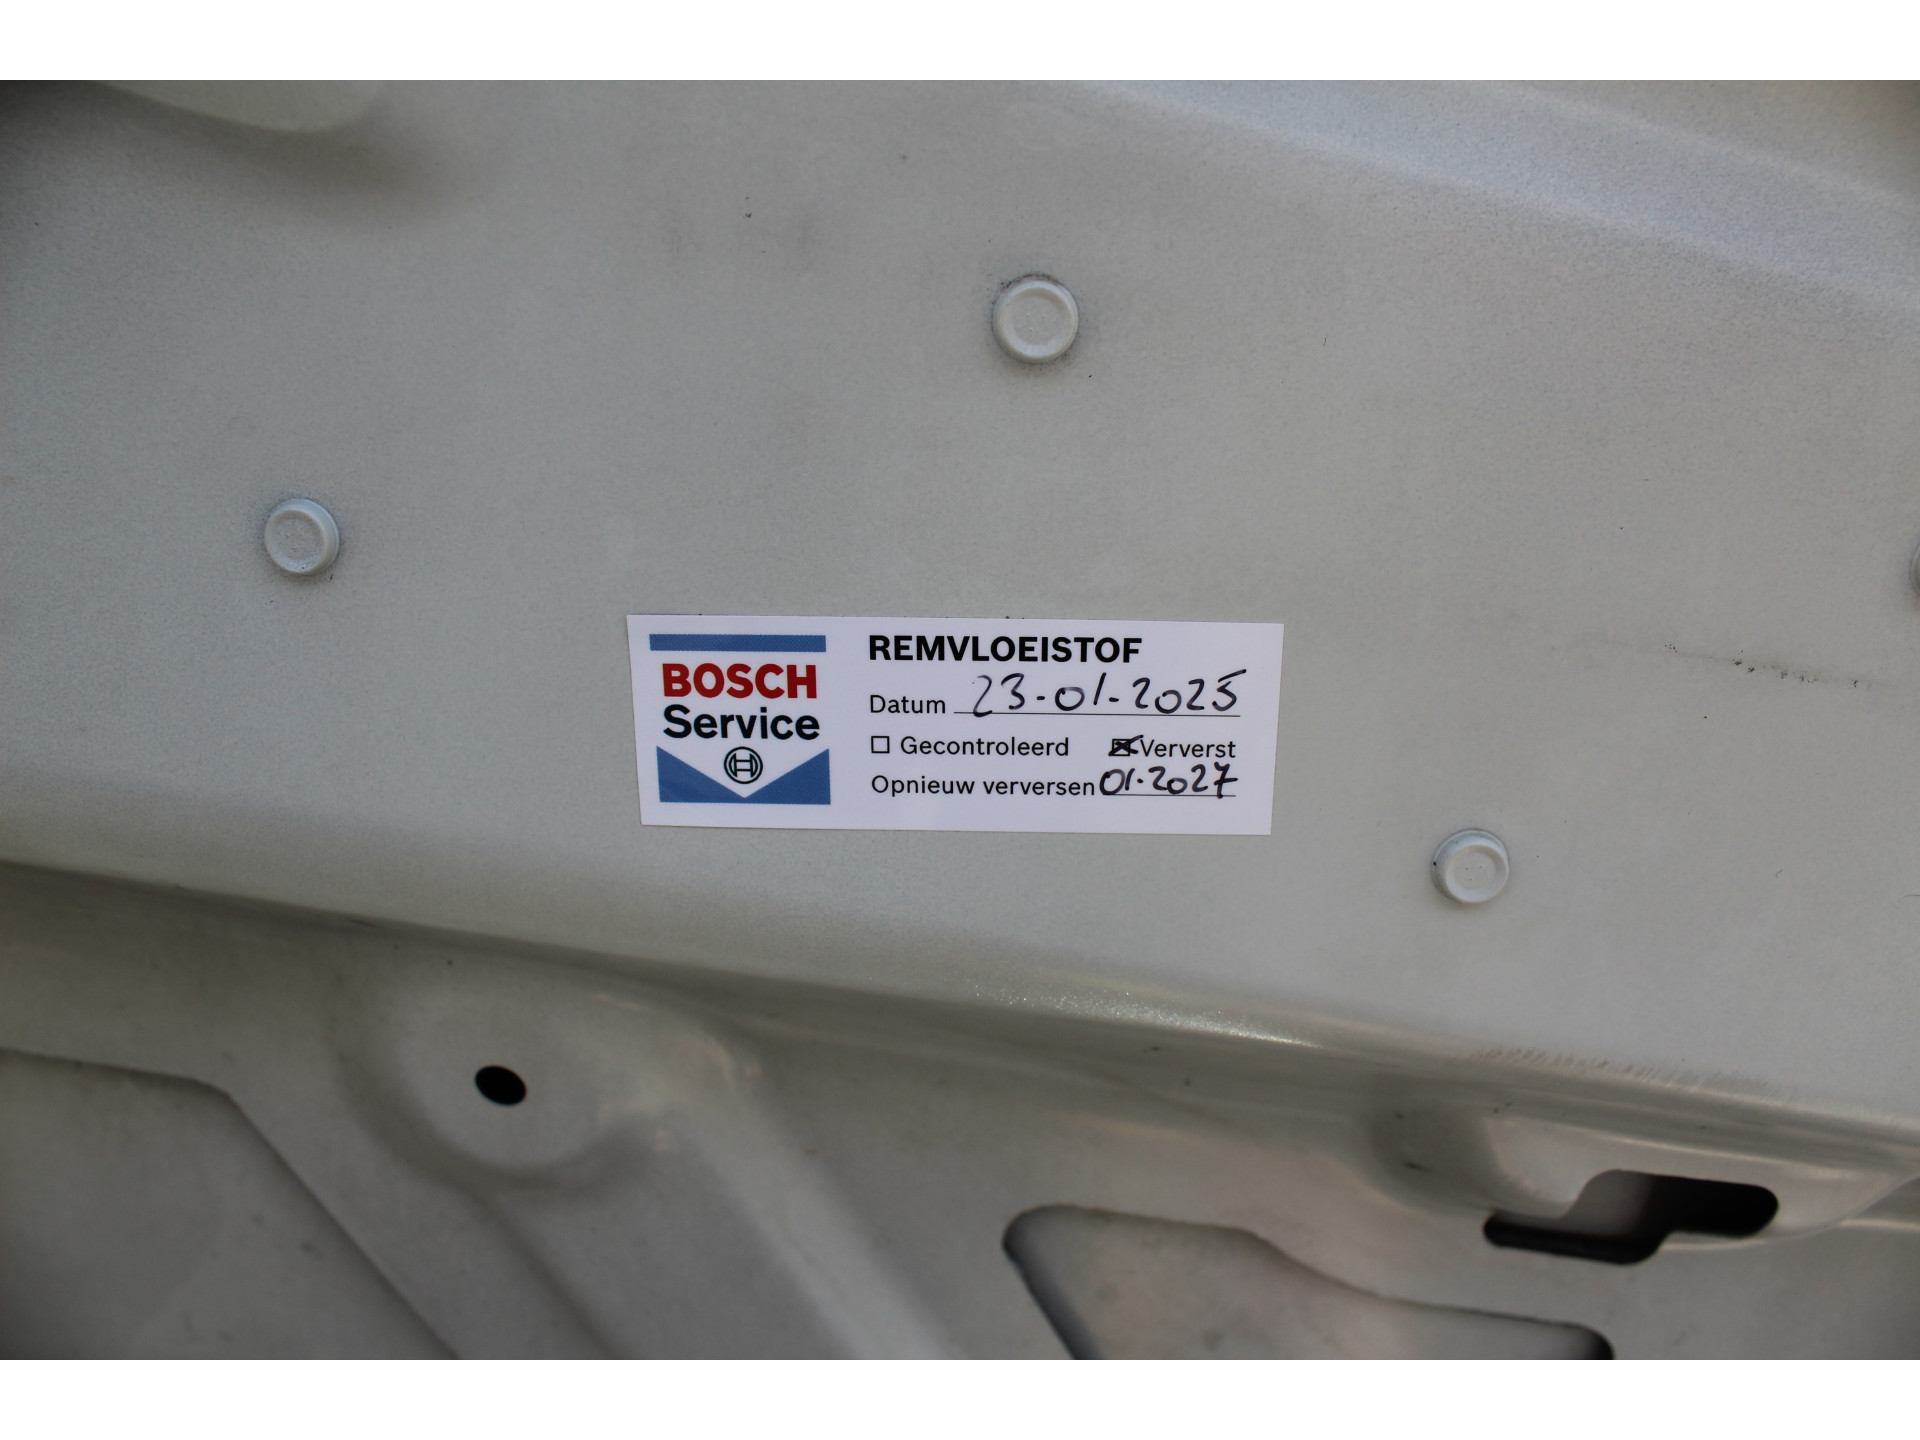 BOSCH
Service
REMVLOEISTOF
Datum 23-01-2025
☐ Gecontroleerd ☒ Ververst
Opnieuw verversen 01-2027